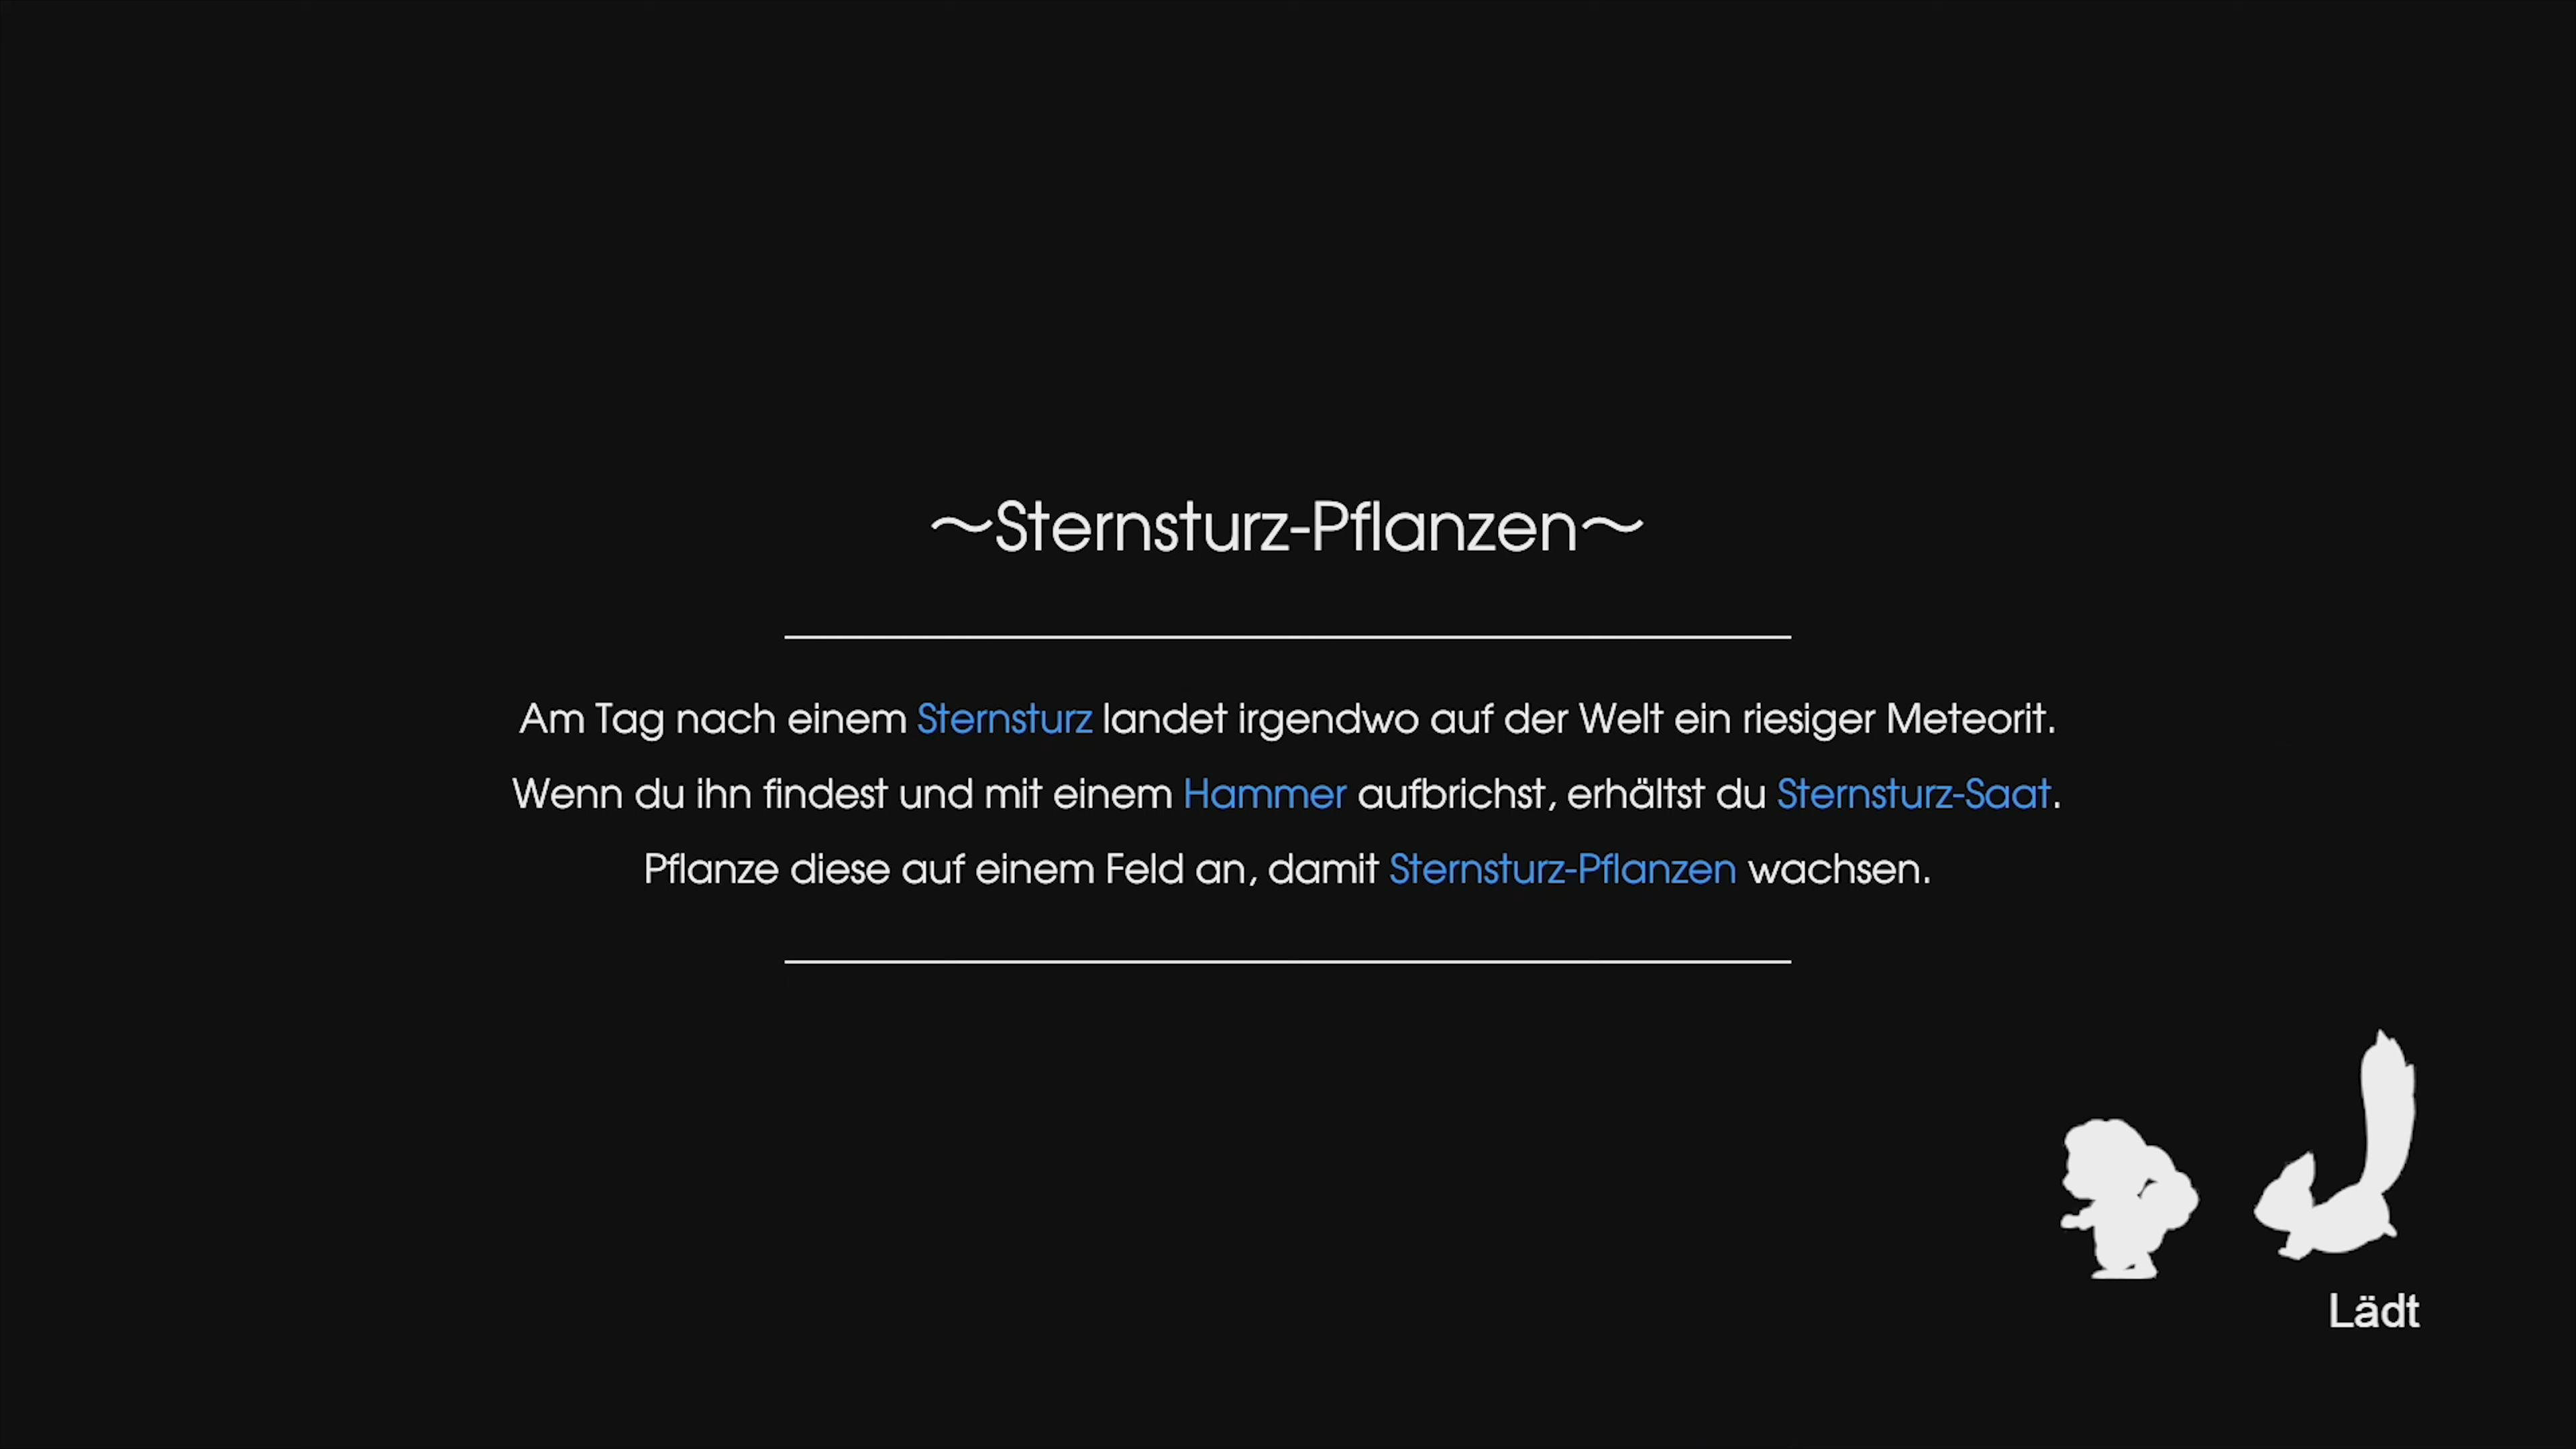 ～Sternsturz-Pflanzen～
Am Tag nach einem Sternsturz landet irgendwo auf der Welt ein riesiger Meteorit.
Wenn du ihn findest und mit einem Hammer aufbrichst, erhältst du Sternsturz-Saat.
Pflanze diese auf einem Feld an, damit Sternsturz-Pflanzen wachsen.
Lädt